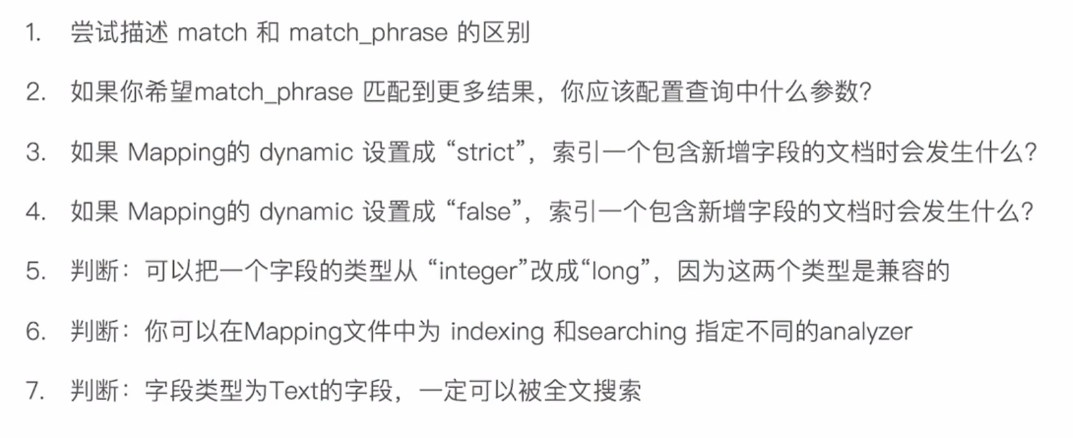 1. 尝试描述 match 和 match_phrase 的区别
2. 如果你希望match_phrase 匹配到更多结果，你应该配置查询中什么参数？
3. 如果 Mapping的 dynamic 设置成 “strict”，索引一个包含新增字段的文档时会发生什么？
4. 如果 Mapping的 dynamic 设置成 “false”，索引一个包含新增字段的文档时会发生什么？
5. 判断：可以把一个字段的类型从 “integer”改成“long”，因为这两个类型是兼容的
6. 判断：你可以在Mapping文件中为 indexing 和searching 指定不同的analyzer
7. 判断：字段类型为Text的字段，一定可以被全文搜索